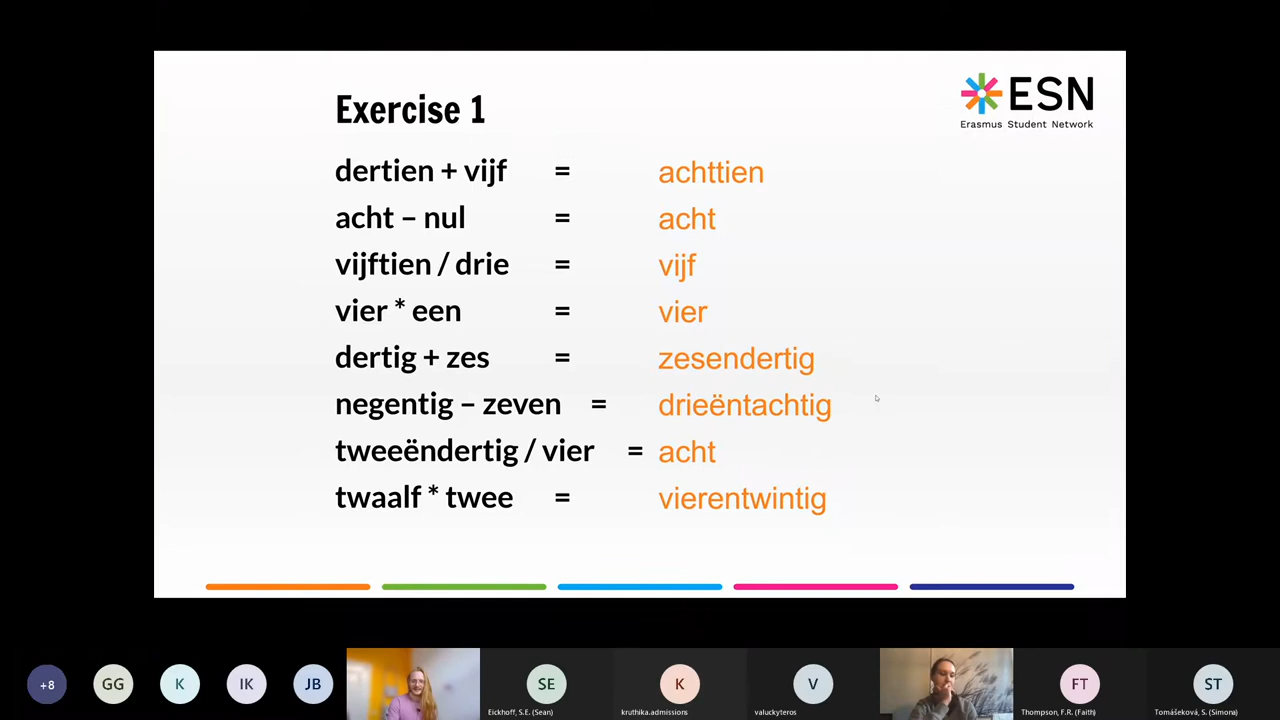 Exercise 1
ESN
Erasmus Student Network
dertien + vijf = achttien
acht – nul = acht
vijftien / drie = vijf
vier * een = vier
dertig + zes = zesendertig
negentig – zeven = drieëntachtig
tweeëndertig / vier = acht
twaalf * twee = vierentwintig
+8 GG K IK JB SE K V FT ST
Eickhoff, S.E. (Sean) kruthika.admissions valuckyteros Thompson, F.R. (Faith) Tomášeková, S. (Simona)